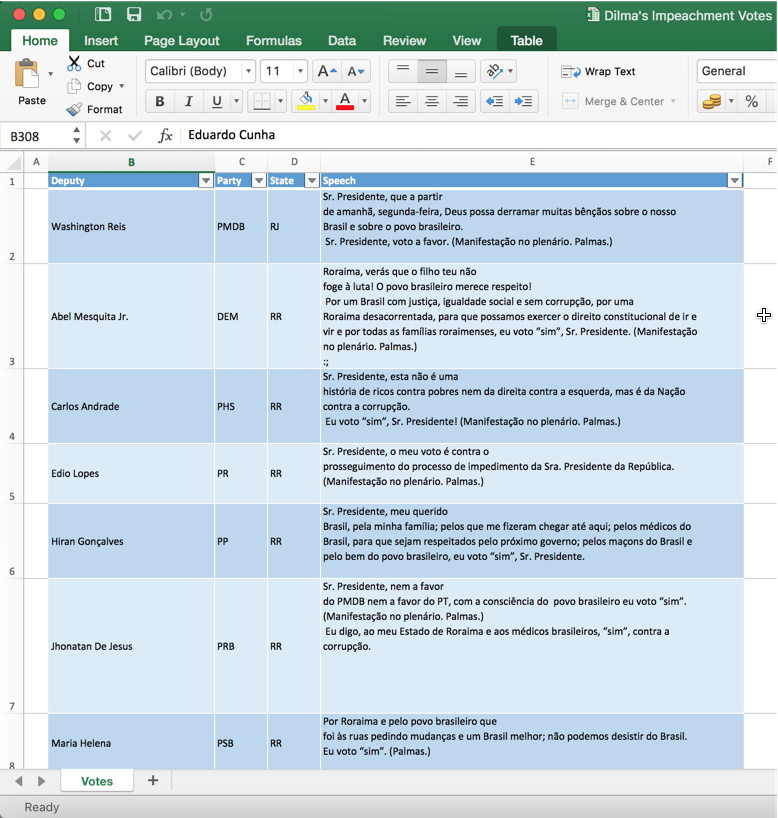 Dilma's Impeachment Votes
Home Insert Page Layout Formulas Data Review View Table
Paste
Cut
Copy
Format
Calibri (Body) 11 A A
B I U A
Wrap Text
Merge & Center
General
%
B308 fx Eduardo Cunha
A B C D E F
1 Deputy Party State Speech
2 Washington Reis PMDB RJ
Sr. Presidente, que a partir
de amanhã, segunda-feira, Deus possa derramar muitas bênçãos sobre o nosso
Brasil e sobre o povo brasileiro.
Sr. Presidente, voto a favor. (Manifestação no plenário. Palmas.)
3 Abel Mesquita Jr. DEM RR
Roraima, verás que o filho teu não
foge à luta! O povo brasileiro merece respeito!
Por um Brasil com justiça, igualdade social e sem corrupção, por uma
Roraima desacorrentada, para que possamos exercer o direito constitucional de ir e
vir e por todas as famílias roraimenses, eu voto “sim”, Sr. Presidente. (Manifestação
no plenário. Palmas.)
:;
4 Carlos Andrade PHS RR
Sr. Presidente, esta não é uma
história de ricos contra pobres nem da direita contra a esquerda, mas é da Nação
contra a corrupção.
Eu voto “sim”, Sr. Presidente! (Manifestação no plenário. Palmas.)
5 Edio Lopes PR RR
Sr. Presidente, o meu voto é contra o
prosseguimento do processo de impedimento da Sra. Presidente da República.
(Manifestação no plenário. Palmas.)
6 Hiran Gonçalves PP RR
Sr. Presidente, meu querido
Brasil, pela minha família; pelos que me fizeram chegar até aqui; pelos médicos do
Brasil, para que sejam respeitados pelo próximo governo; pelos maçons do Brasil e
pelo bem do povo brasileiro, eu voto “sim”, Sr. Presidente.
7 Jhonatan De Jesus PRB RR
Sr. Presidente, nem a favor
do PMDB nem a favor do PT, com a consciência do povo brasileiro eu voto “sim”.
(Manifestação no plenário. Palmas.)
Eu digo, ao meu Estado de Roraima e aos médicos brasileiros, “sim”, contra a
corrupção.
8 Maria Helena PSB RR
Por Roraima e pelo povo brasileiro que
foi às ruas pedindo mudanças e um Brasil melhor; não podemos desistir do Brasil.
Eu voto “sim”. (Palmas.)
Votes +
Ready